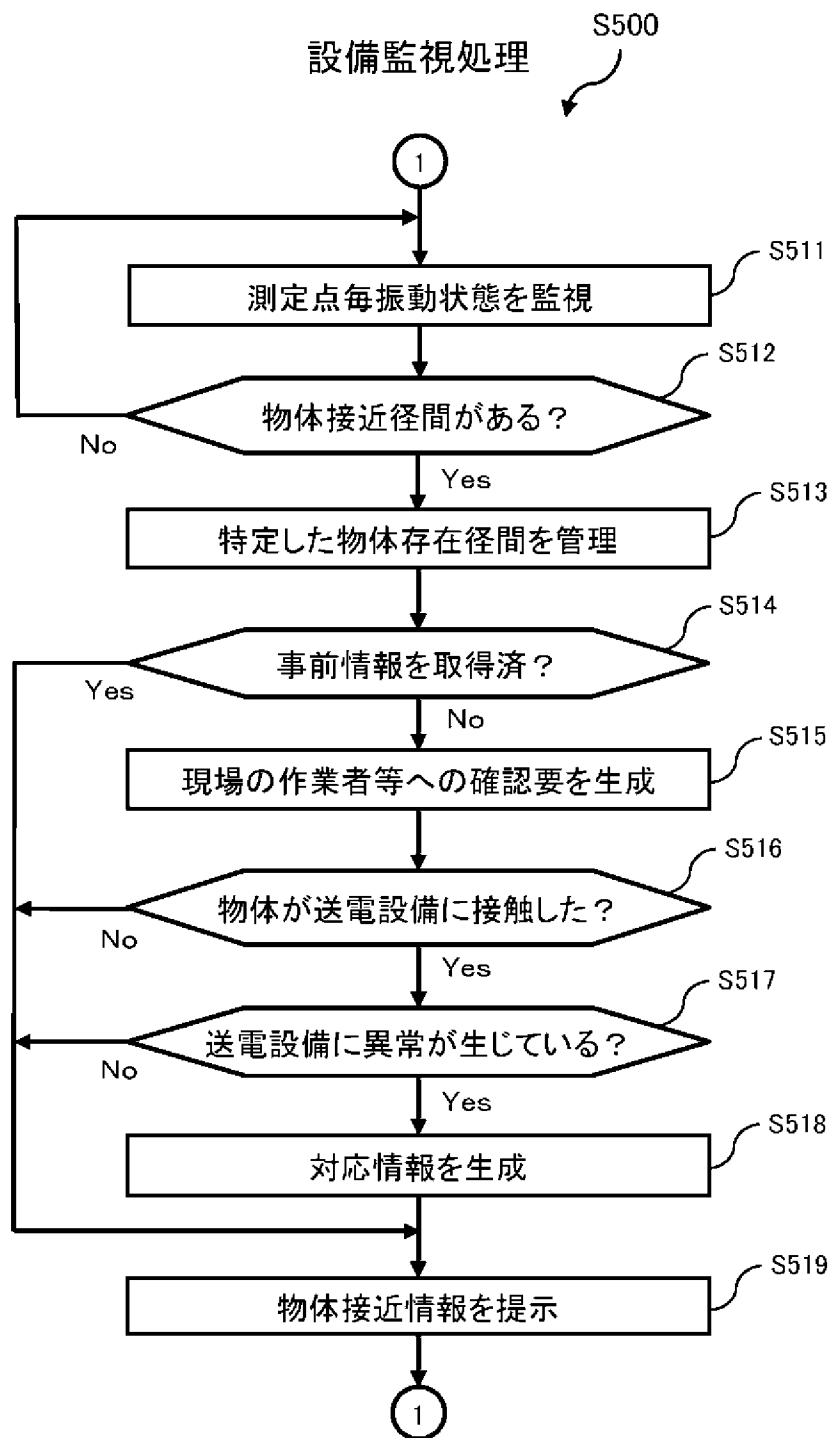 S500
設備監視処理
1
S511
測定点毎振動状態を監視
S512
物体接近径間がある？
No
Yes
S513
特定した物体存在径間を管理
S514
事前情報を取得済？
Yes
No
S515
現場の作業者等への確認要を生成
S516
物体が送電設備に接触した？
No
Yes
S517
送電設備に異常が生じている？
No
Yes
S518
対応情報を生成
S519
物体接近情報を提示
1